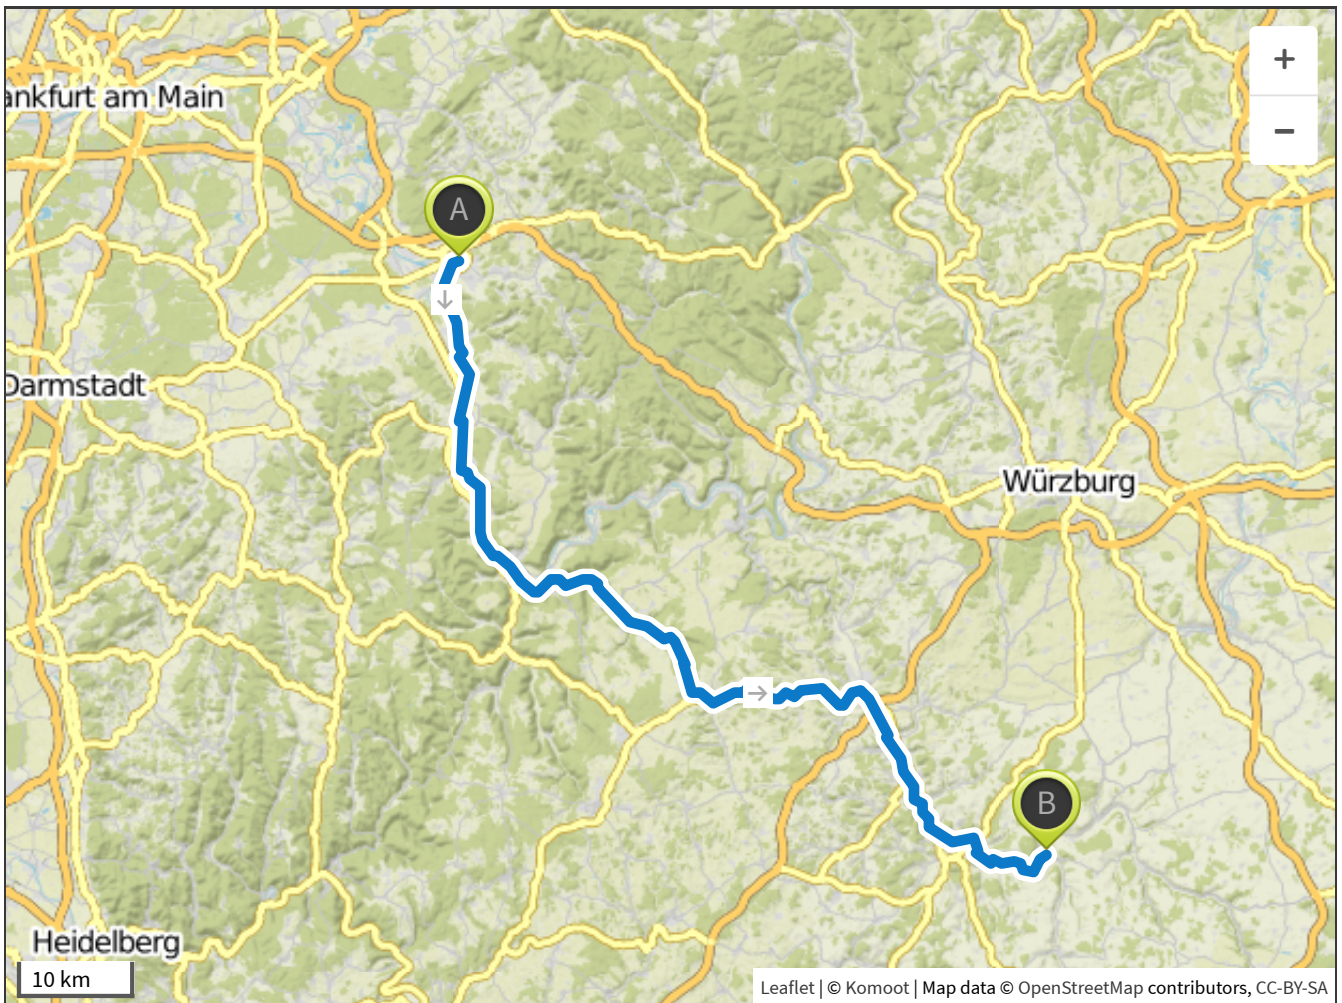 +
−
ankfurt am Main
A
↓
Darmstadt
Würzburg
→
B
Heidelberg
10 km
Leaflet | © Komoot | Map data © OpenStreetMap contributors, CC-BY-SA